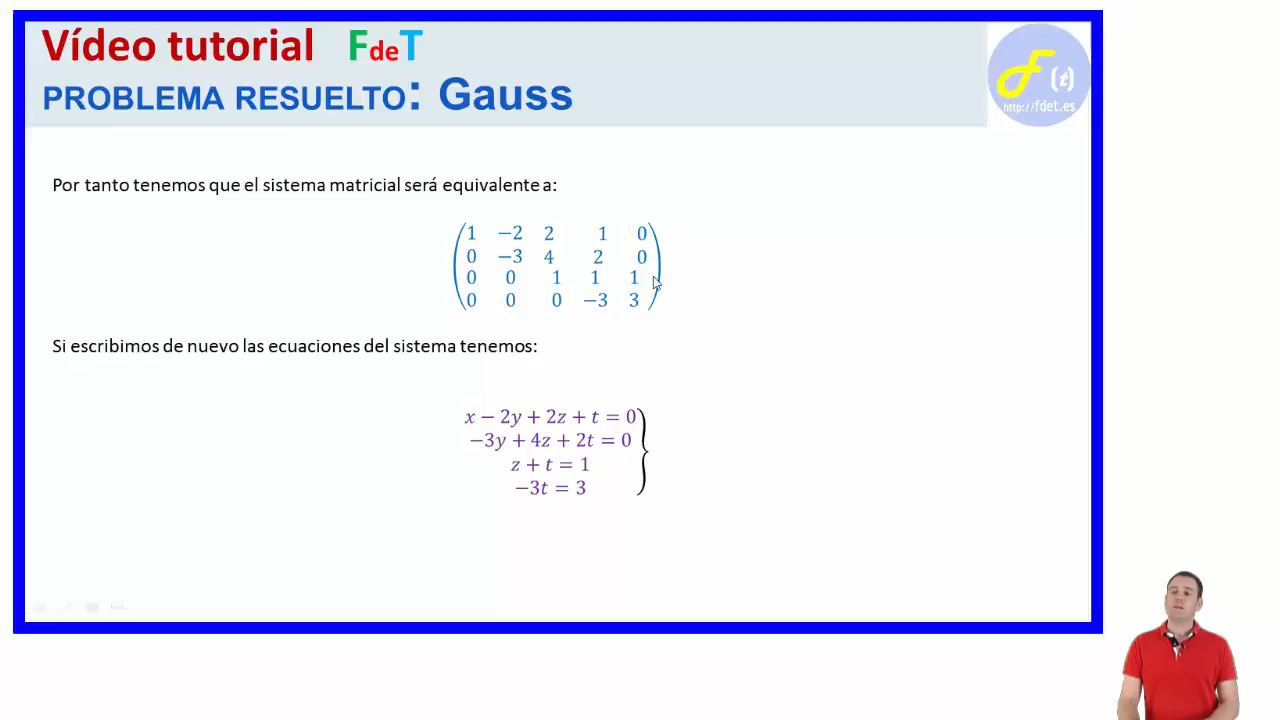 Vídeo tutorial FdeT
PROBLEMA RESUELTO: Gauss
f(t)
http://fdet.es
Por tanto tenemos que el sistema matricial será equivalente a:
1 −2 2 1 0
0 −3 4 2 0
0 0 1 1 1
0 0 0 −3 3
Si escribimos de nuevo las ecuaciones del sistema tenemos:
x − 2y + 2z + t = 0
−3y + 4z + 2t = 0
z + t = 1
−3t = 3